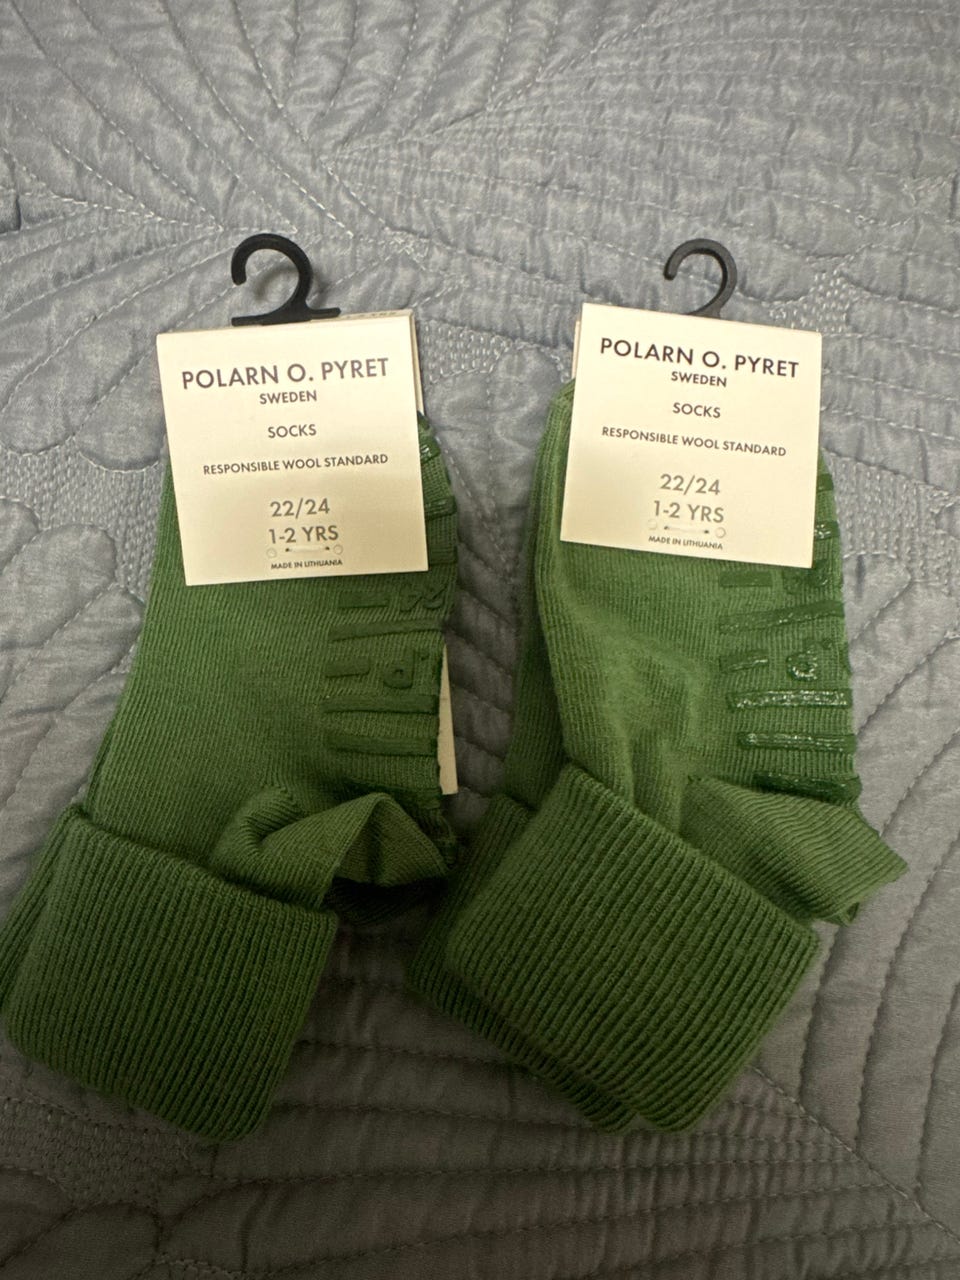 POLARN O. PYRET
SWEDEN
SOCKS
RESPONSIBLE WOOL STANDARD
22/24
1-2 YRS
MADE IN LITHUANIA
POLARN O. PYRET
SWEDEN
SOCKS
RESPONSIBLE WOOL STANDARD
22/24
1-2 YRS
MADE IN LITHUANIA